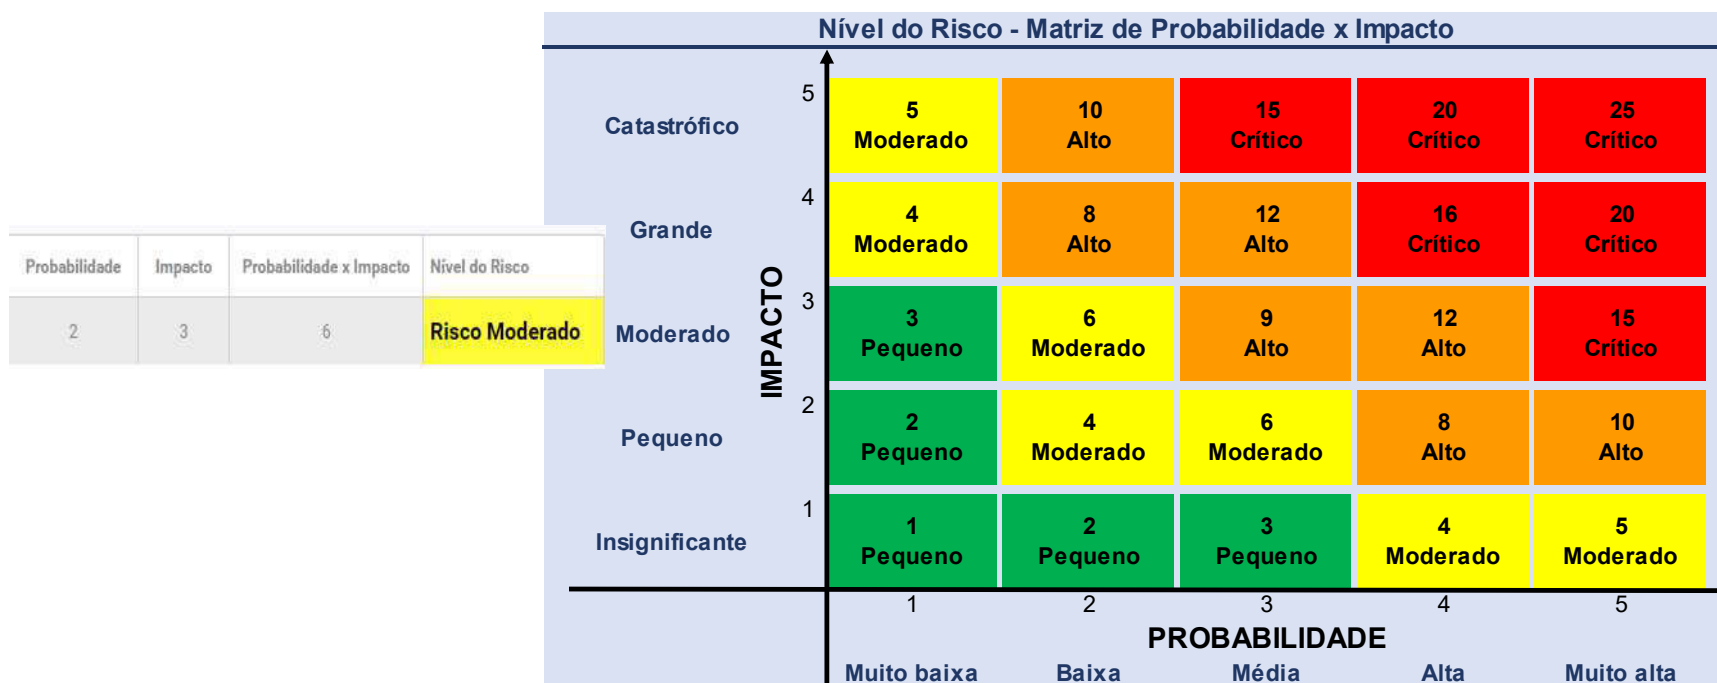 Nível do Risco - Matriz de Probabilidade x Impacto
Probabilidade Impacto Probabilidade x Impacto Nível do Risco
2 3 6 Risco Moderado
IMPACTO
5
Catastrófico
5 Moderado
10 Alto
15 Crítico
20 Crítico
25 Crítico
4
Grande
4 Moderado
8 Alto
12 Alto
16 Crítico
20 Crítico
3
Moderado
3 Pequeno
6 Moderado
9 Alto
12 Alto
15 Crítico
2
Pequeno
2 Pequeno
4 Moderado
6 Moderado
8 Alto
10 Alto
1
Insignificante
1 Pequeno
2 Pequeno
3 Pequeno
4 Moderado
5 Moderado
1 2 3 4 5
PROBABILIDADE
Muito baixa Baixa Média Alta Muito alta